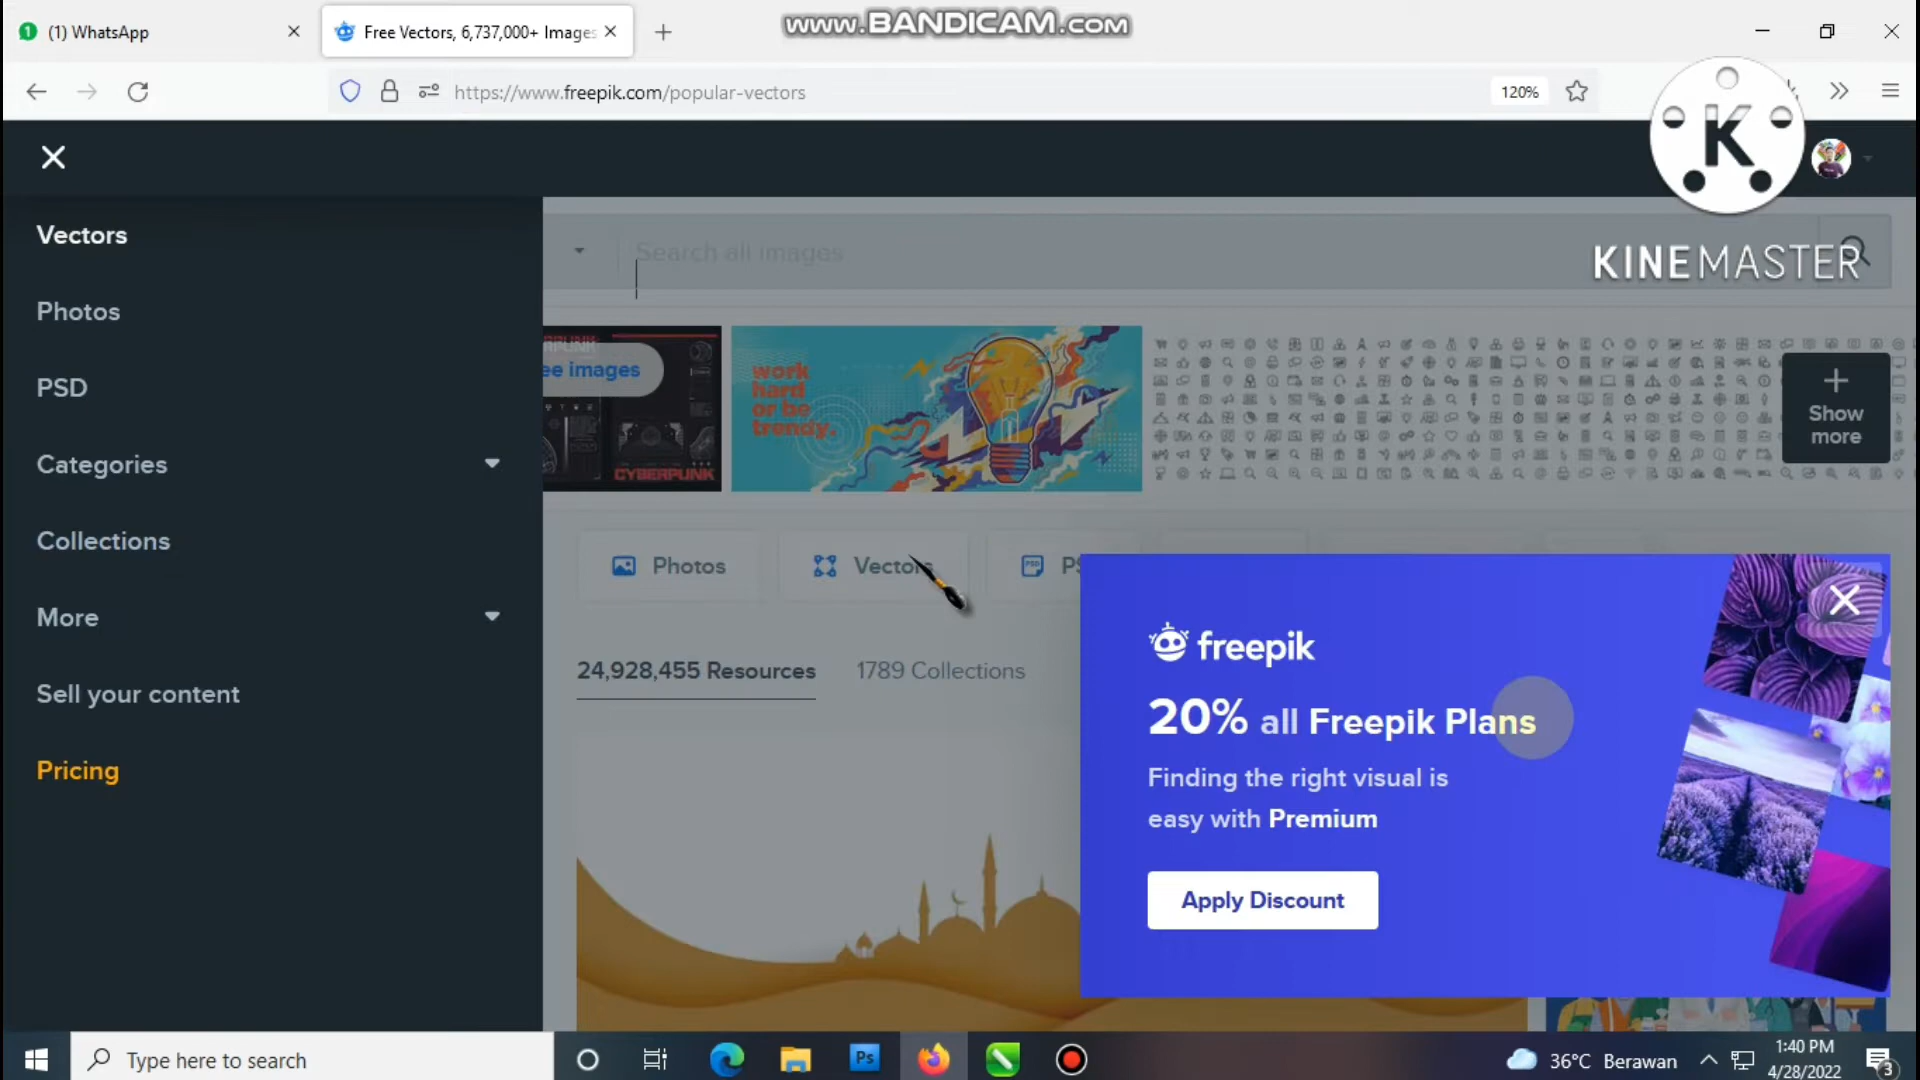 (1) WhatsApp
Free Vectors, 6,737,000+ Images
www.BANDICAM.com
https://www.freepik.com/popular-vectors
120%
K
KINEMASTER
Vectors
Photos
PSD
Categories
Collections
More
Sell your content
Pricing
Search all images
ee images
CYBERPUNK
work
hard
or be
trendy.
Show
more
Photos
Vectors
24,928,455 Resources
1789 Collections
freepik
20% all Freepik Plans
Finding the right visual is
easy with Premium
Apply Discount
Type here to search
Ps
36°C Berawan
1:40 PM
4/28/2022
3